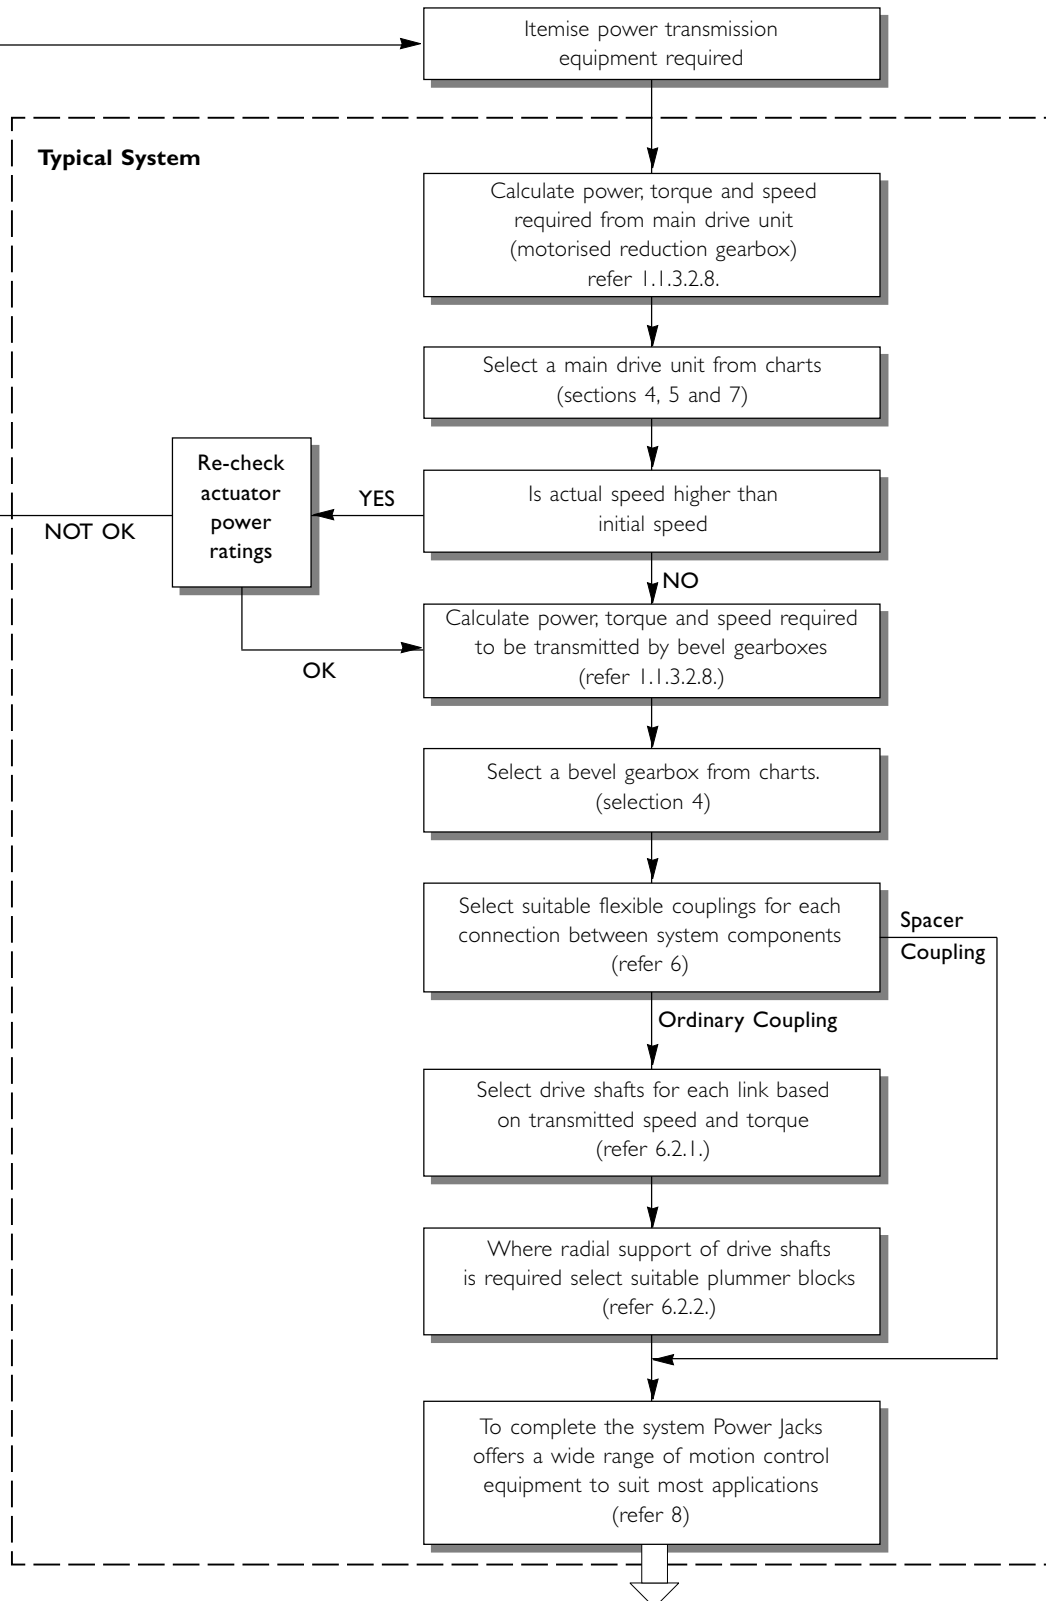 Itemise power transmission
equipment required
Typical System
Calculate power, torque and speed
required from main drive unit
(motorised reduction gearbox)
refer 1.1.3.2.8.
Select a main drive unit from charts
(sections 4, 5 and 7)
Re-check
actuator
power
ratings
YES
Is actual speed higher than
initial speed
NOT OK
NO
Calculate power, torque and speed required
to be transmitted by bevel gearboxes
(refer 1.1.3.2.8.)
OK
Select a bevel gearbox from charts.
(selection 4)
Select suitable flexible couplings for each
connection between system components
(refer 6)
Spacer
Coupling
Ordinary Coupling
Select drive shafts for each link based
on transmitted speed and torque
(refer 6.2.1.)
Where radial support of drive shafts
is required select suitable plummer blocks
(refer 6.2.2.)
To complete the system Power Jacks
offers a wide range of motion control
equipment to suit most applications
(refer 8)